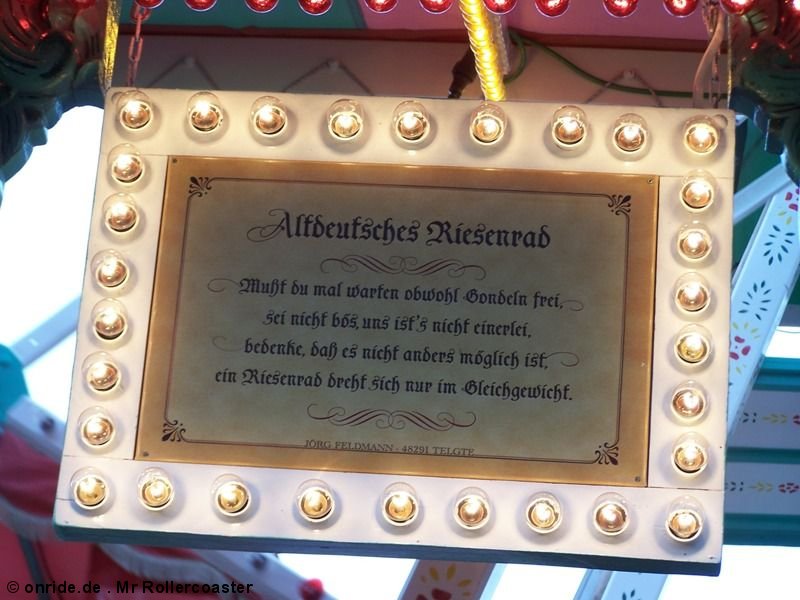 Altdeutsches Riesenrad
Mußt du mal warten obwohl Gondeln frei,
sei nicht bös, uns ist's nicht einerlei,
bedenke, daß es nicht anders möglich ist,
ein Riesenrad dreht sich nur im Gleichgewicht.
JÖRG FELDMANN - 48291 TELGTE
© onride.de . Mr Rollercoaster